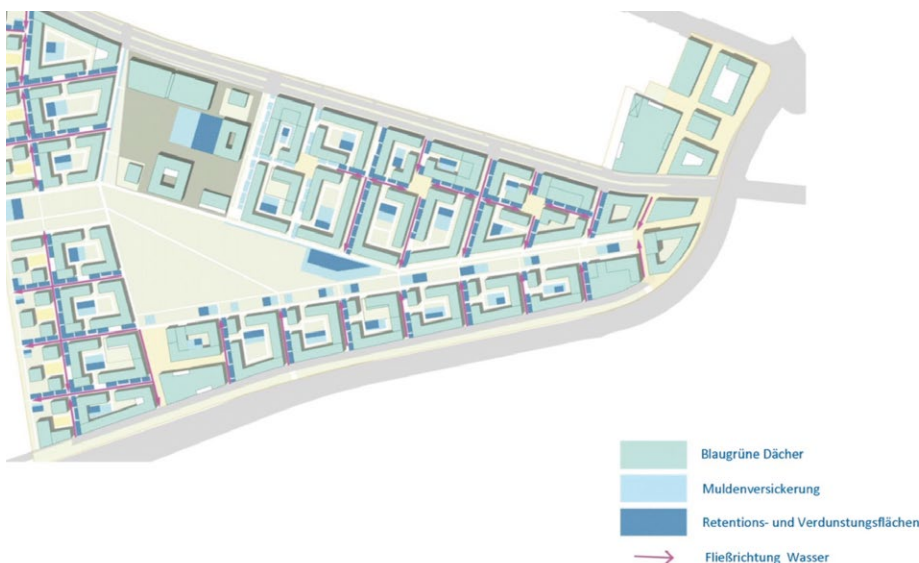 Blaugrüne Dächer
Muldenversickerung
Retentions- und Verdunstungsflächen
Fließrichtung Wasser